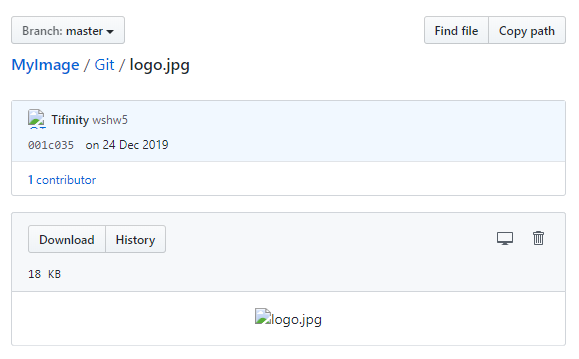 Branch: master Find file Copy path
MyImage / Git / logo.jpg
Tifinity wshw5
001c035 on 24 Dec 2019
1 contributor
Download History
18 KB
logo.jpg